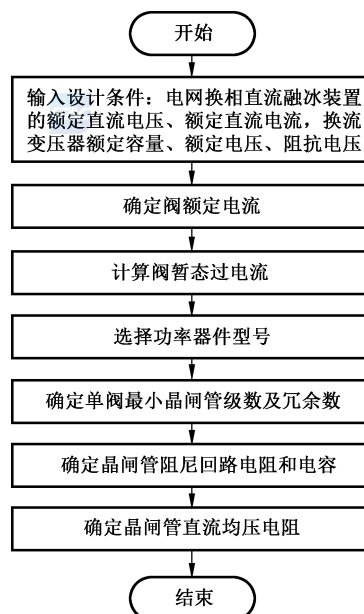 开始
输入设计条件：电网换相直流融冰装置
的额定直流电压、额定直流电流，换流
变压器额定容量、额定电压、阻抗电压
确定阀额定电流
计算阀暂态过电流
选择功率器件型号
确定单阀最小晶闸管级数及冗余数
确定晶闸管阻尼回路电阻和电容
确定晶闸管直流均压电阻
结束